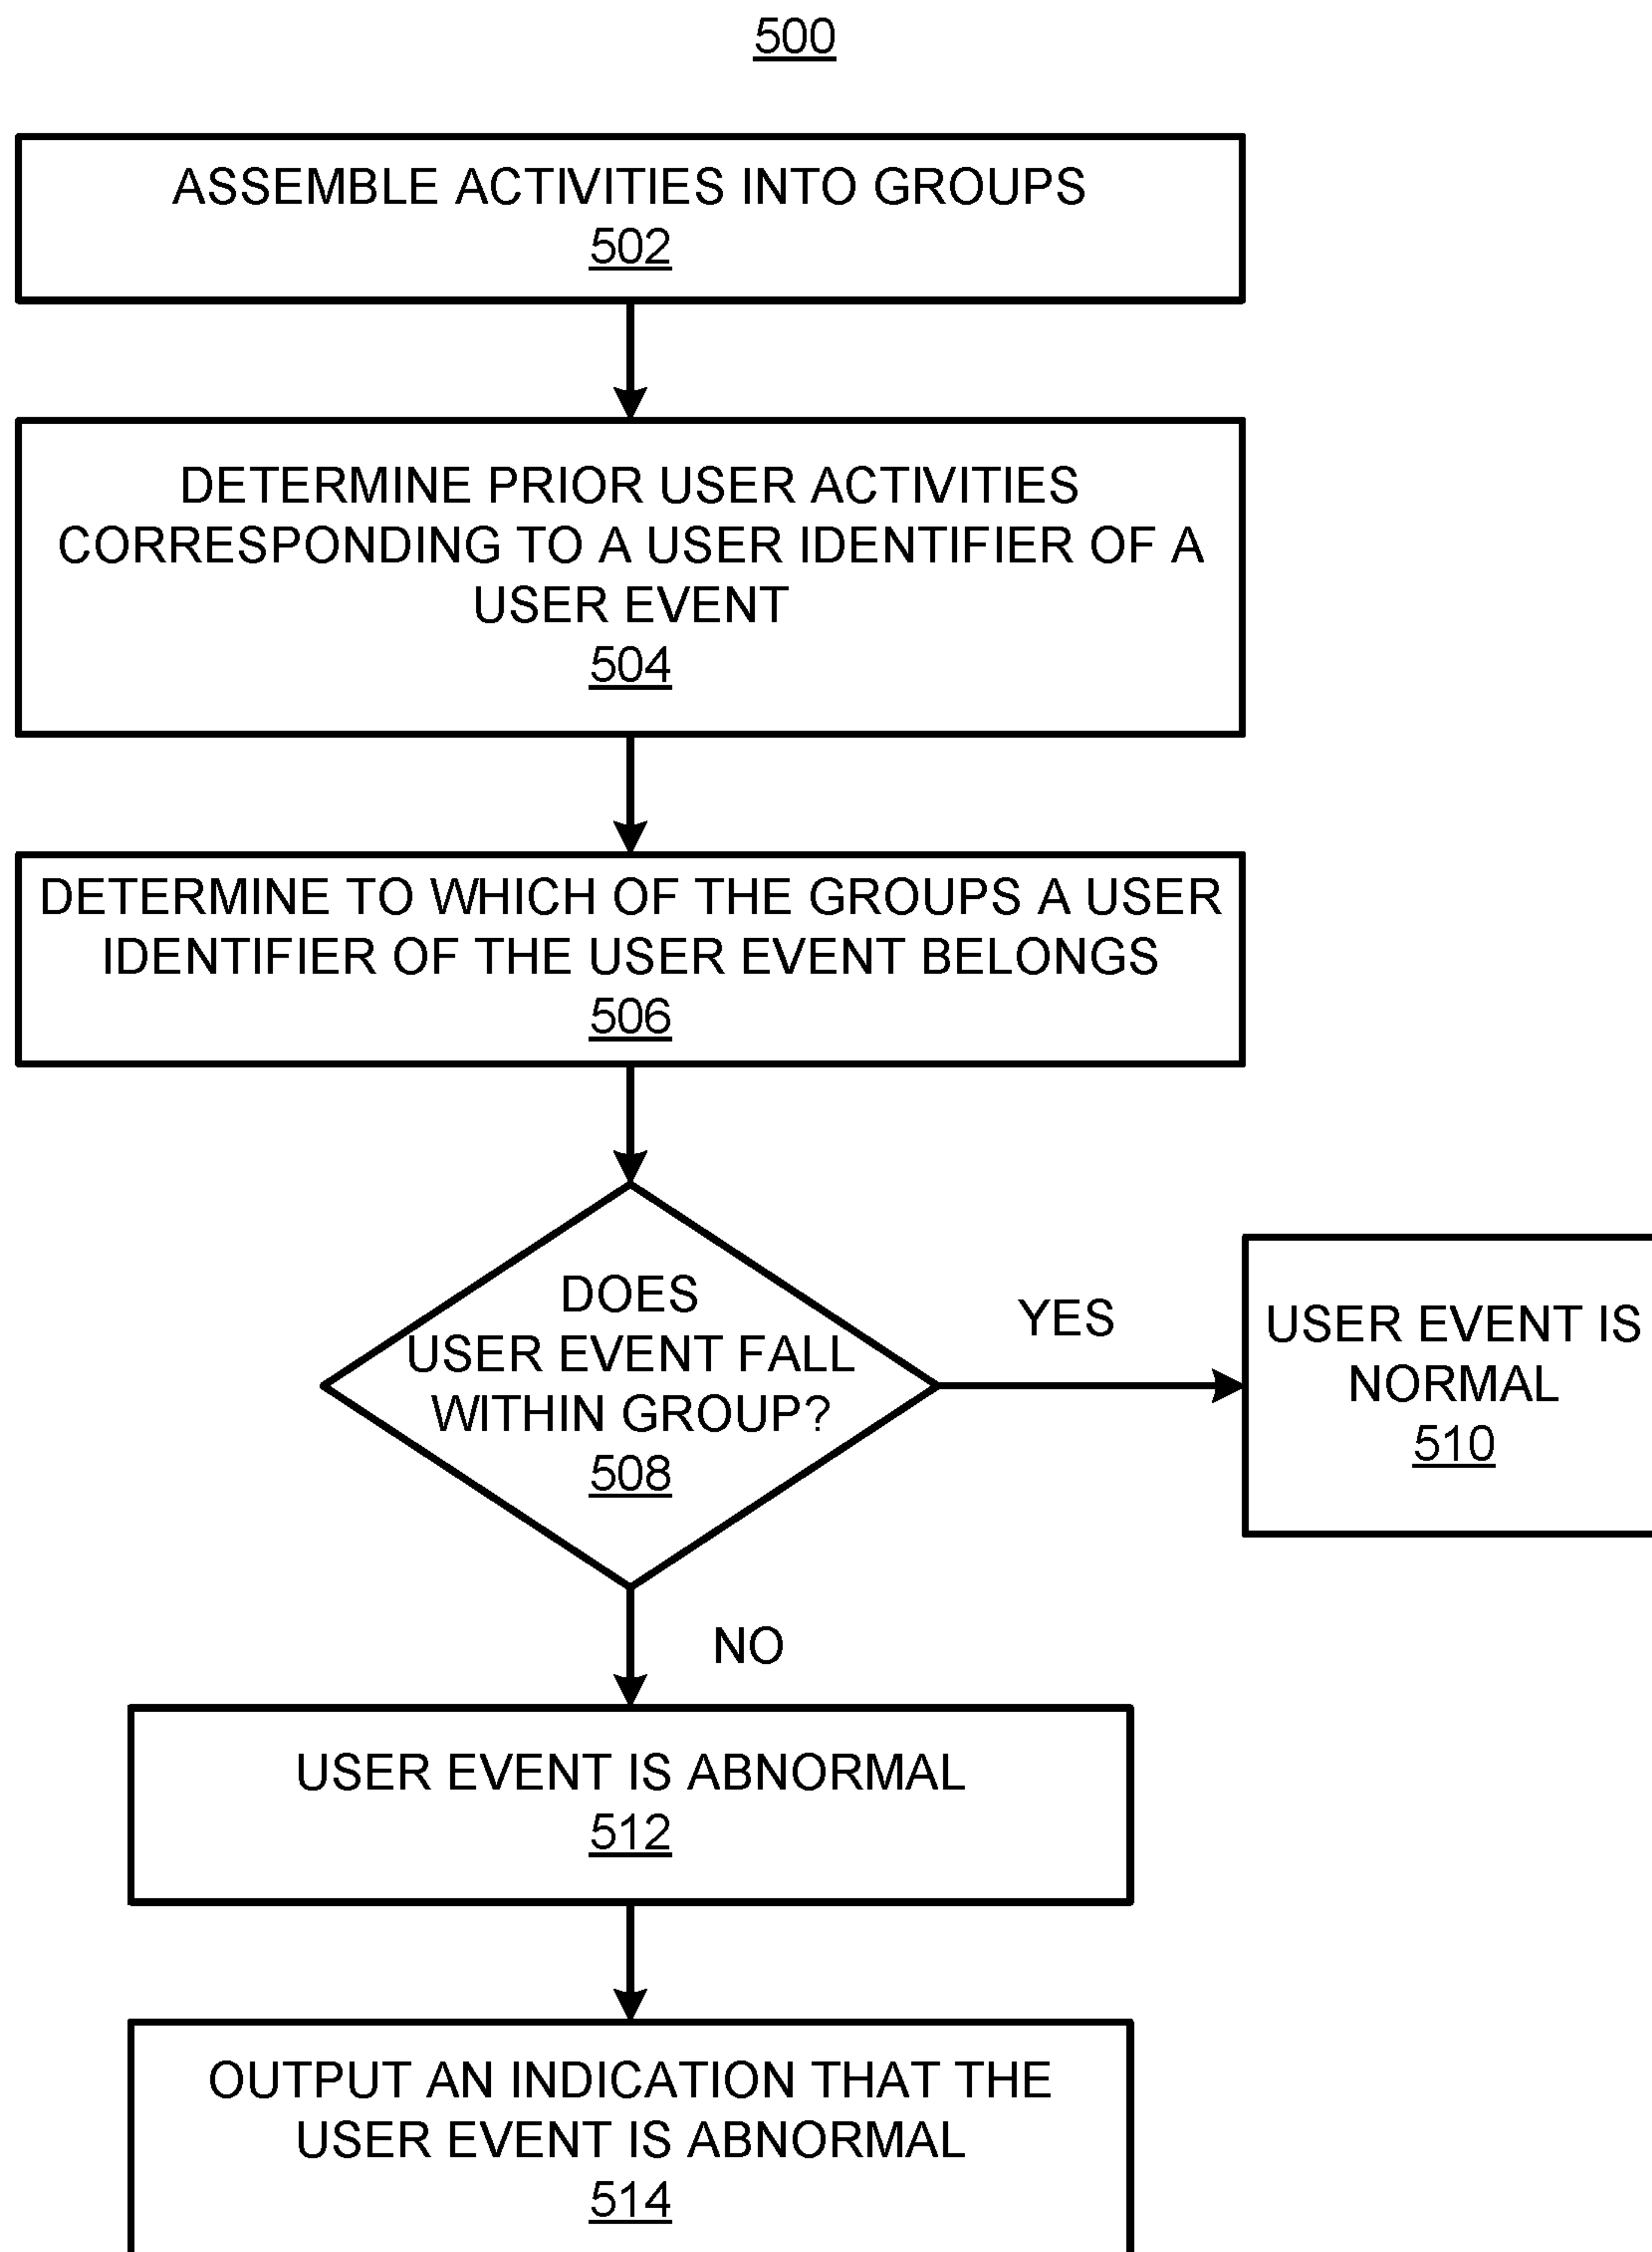 500
ASSEMBLE ACTIVITIES INTO GROUPS
502
DETERMINE PRIOR USER ACTIVITIES
CORRESPONDING TO A USER IDENTIFIER OF A
USER EVENT
504
DETERMINE TO WHICH OF THE GROUPS A USER
IDENTIFIER OF THE USER EVENT BELONGS
506
DOES
USER EVENT FALL
WITHIN GROUP?
508
YES
USER EVENT IS
NORMAL
510
NO
USER EVENT IS ABNORMAL
512
OUTPUT AN INDICATION THAT THE
USER EVENT IS ABNORMAL
514